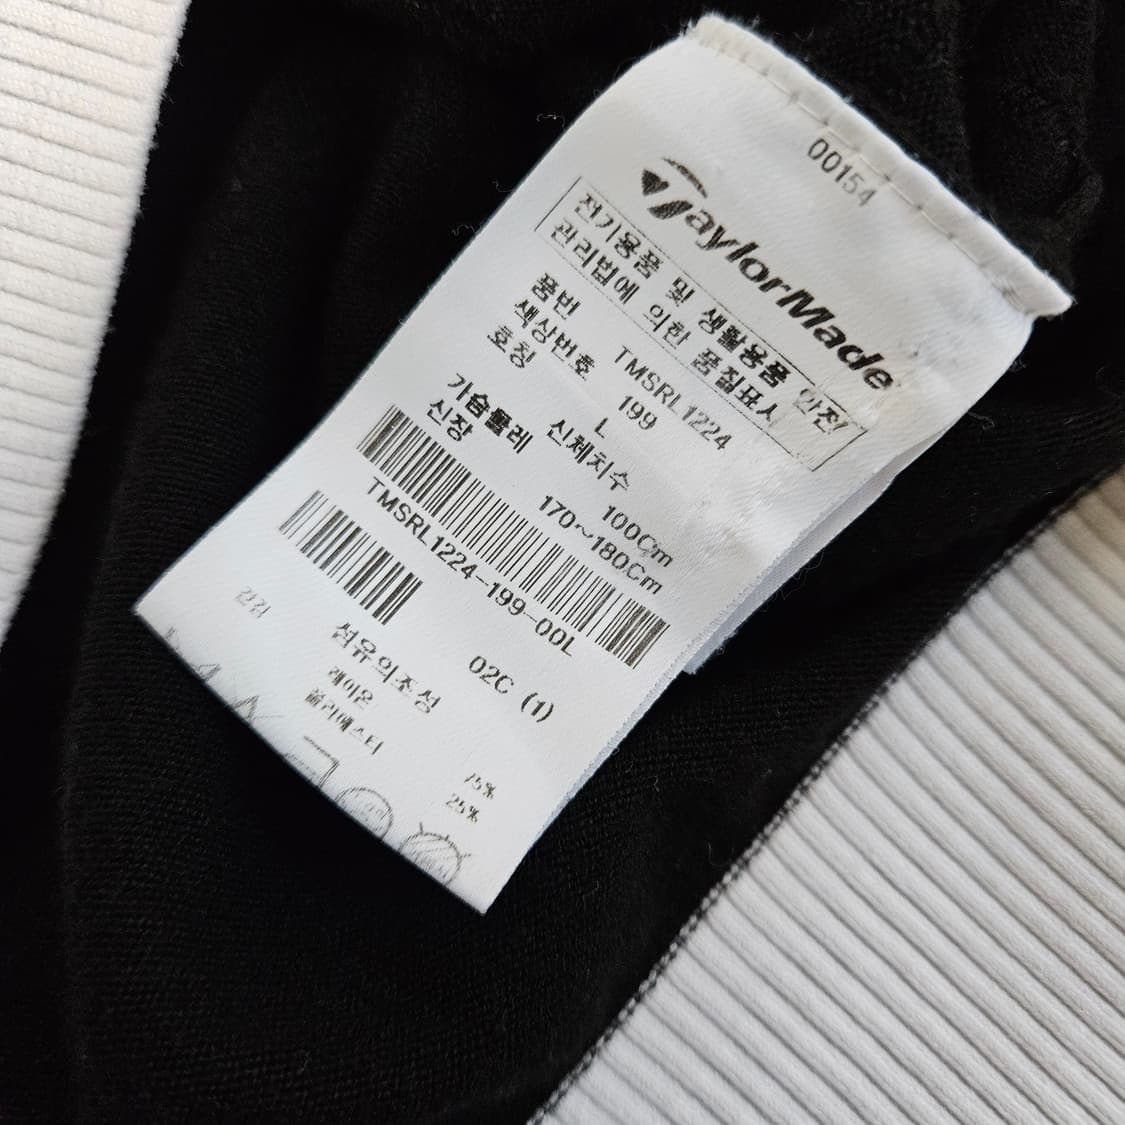 00154
TaylorMade
전기용품 및 생활용품 안전
관리법에 의한 품질표시
품번 TMSRL1224
색상번호 199
호칭 L
신체치수
가슴둘레 100Cm
신장 170~180Cm
TMSRL1224-199-00L
02C (1)
섬유의조성
겉감
레이온 75%
폴리에스터 25%